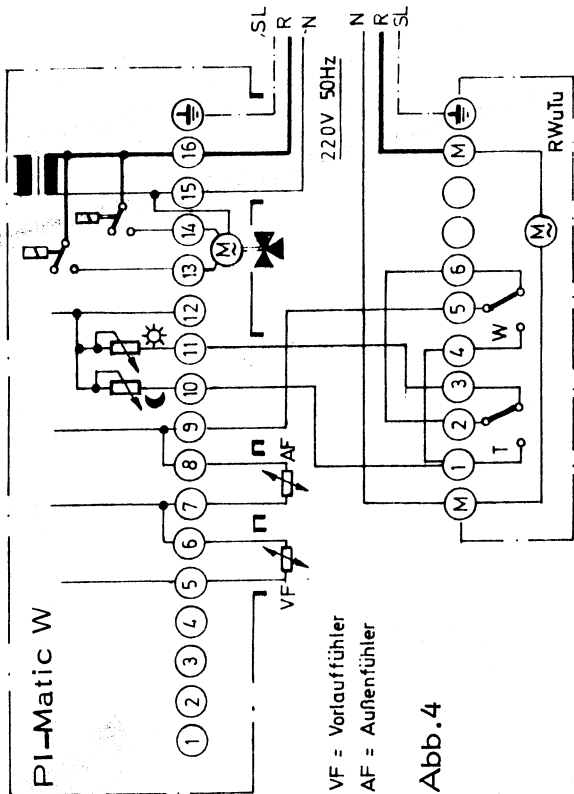 PI-Matic W
1 2 3 4 5 6 7 8 9 10 11 12 13 14 15 16
M~
SL
R
N
VF
AF
220V 50Hz
VF = Vorlauffühler
AF = Außenfühler
N
R
SL
Abb.4
M 1 2 3 4 5 6 M
T
W
M~
RWuTu